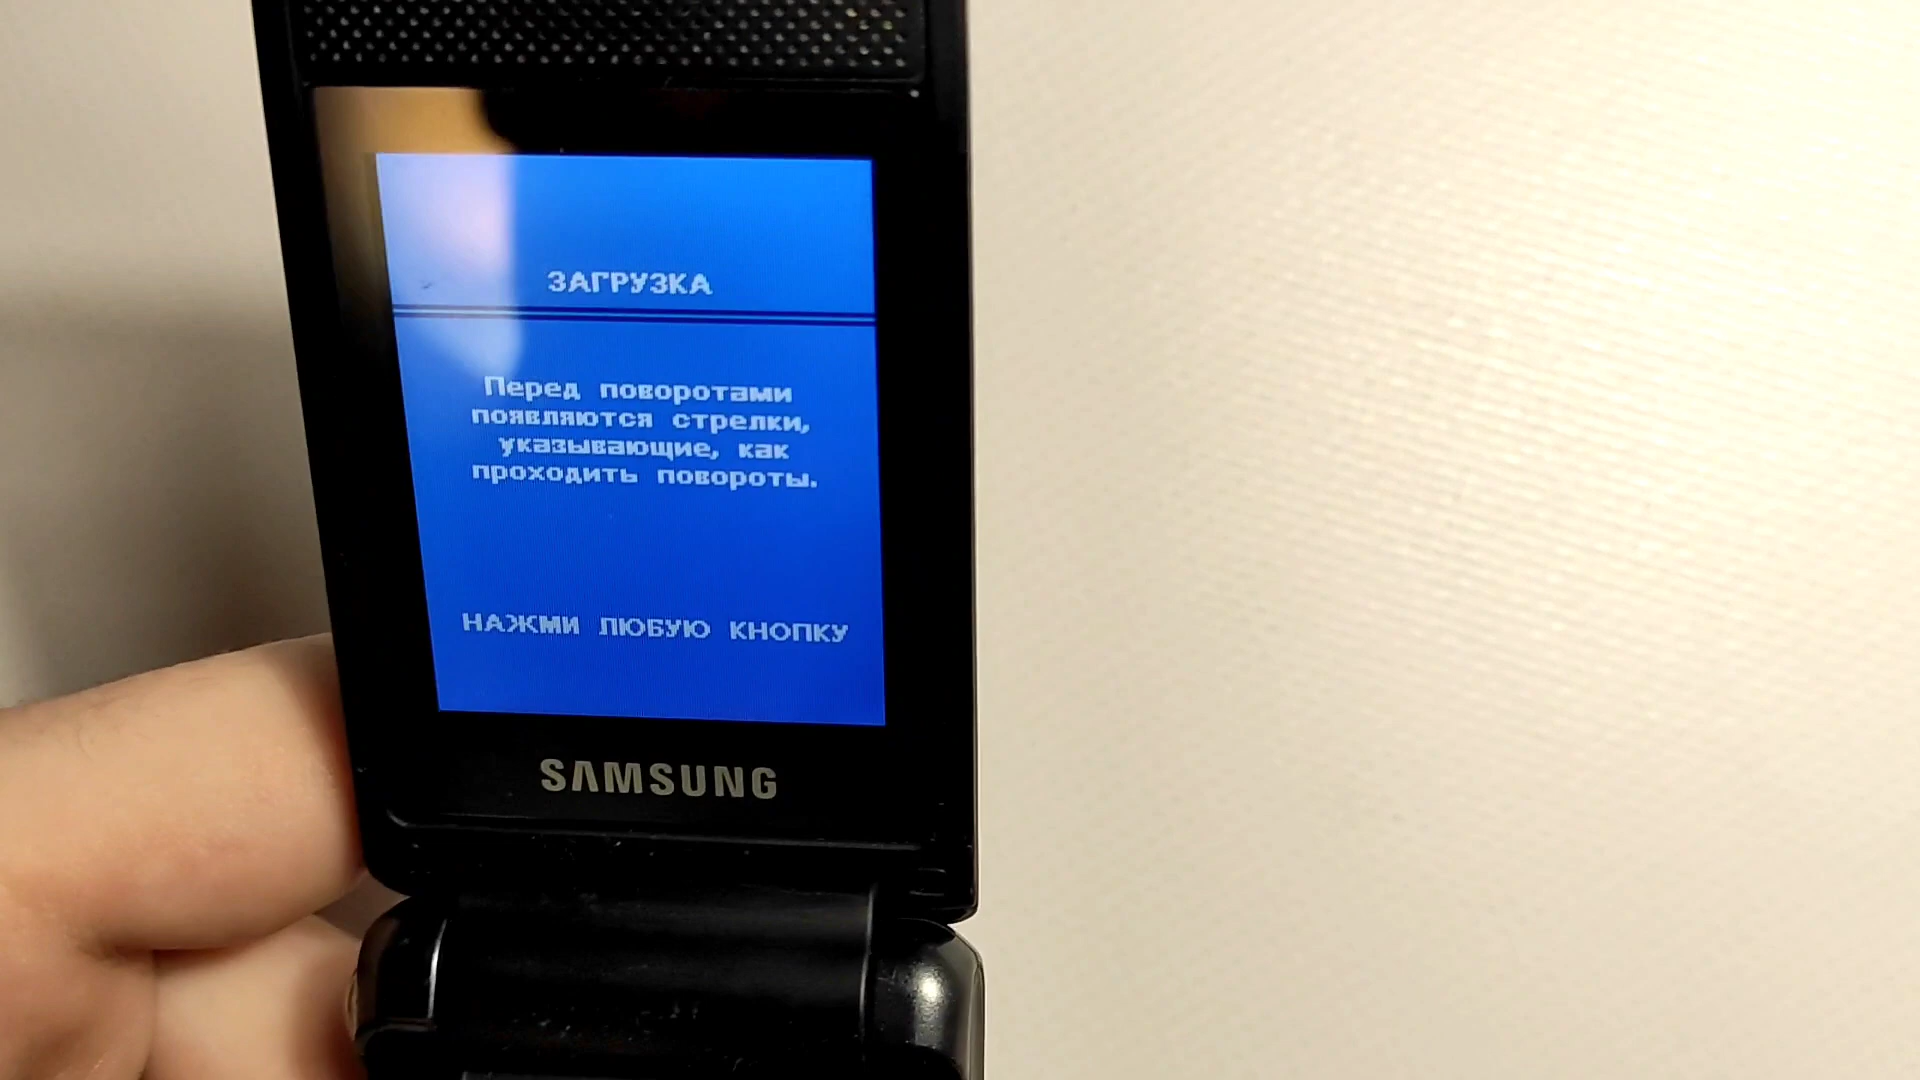 ЗАГРУЗКА
Перед поворотами
появляются стрелки,
указывающие, как
проходить повороты.
НАЖМИ ЛЮБУЮ КНОПКУ
SAMSUNG